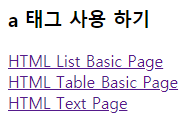 a 태그 사용 하기
HTML List Basic Page
HTML Table Basic Page
HTML Text Page